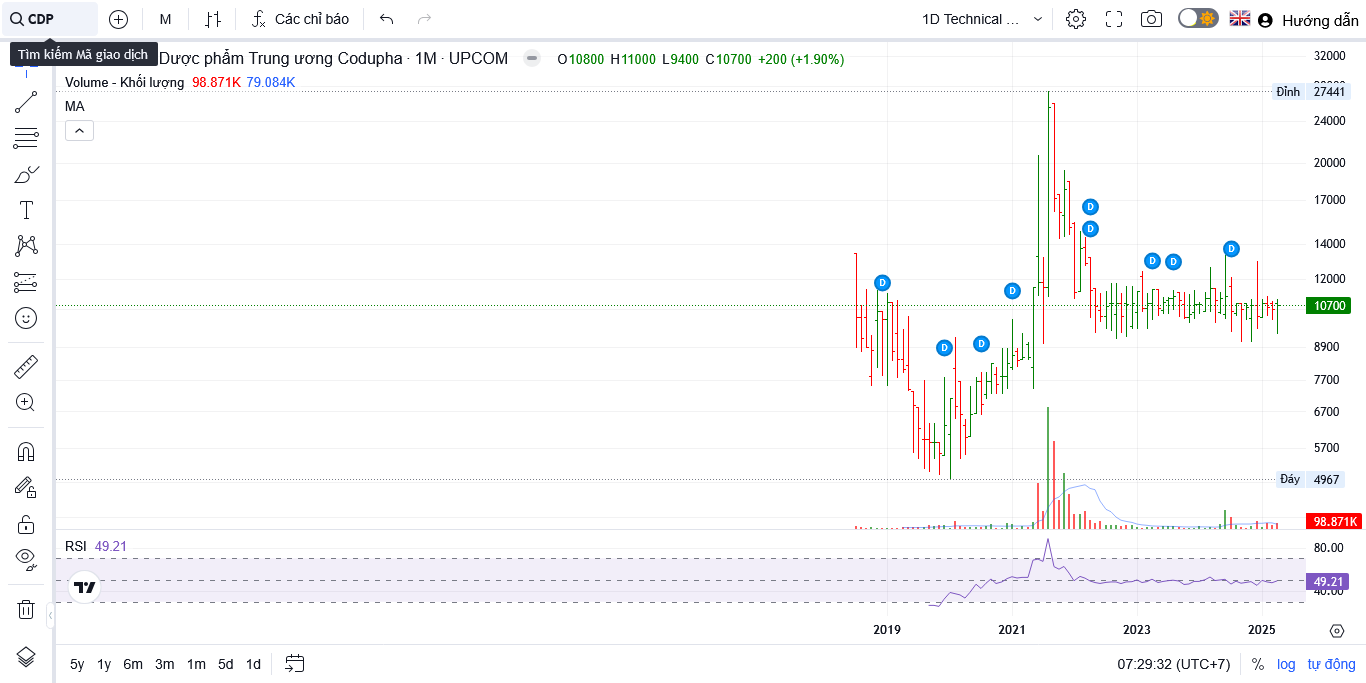 CDP
M
Các chỉ báo
1D Technical ...
Hướng dẫn
Tìm kiếm Mã giao dịch
Dược phẩm Trung ương Codupha · 1M · UPCOM
O10800 H11000 L9400 C10700 +200 (+1.90%)
Volume - Khối lượng 98.871K 79.084K
MA
32000
Đỉnh 27441
24000
20000
17000
14000
12000
10700
8900
7700
6700
5700
Đáy 4967
98.871K
D
D
D
D
D
D
D
D
D
RSI 49.21
80.00
49.21
40.00
2019 2021 2023 2025
5y 1y 6m 3m 1m 5d 1d
07:29:32 (UTC+7)
% log tự động